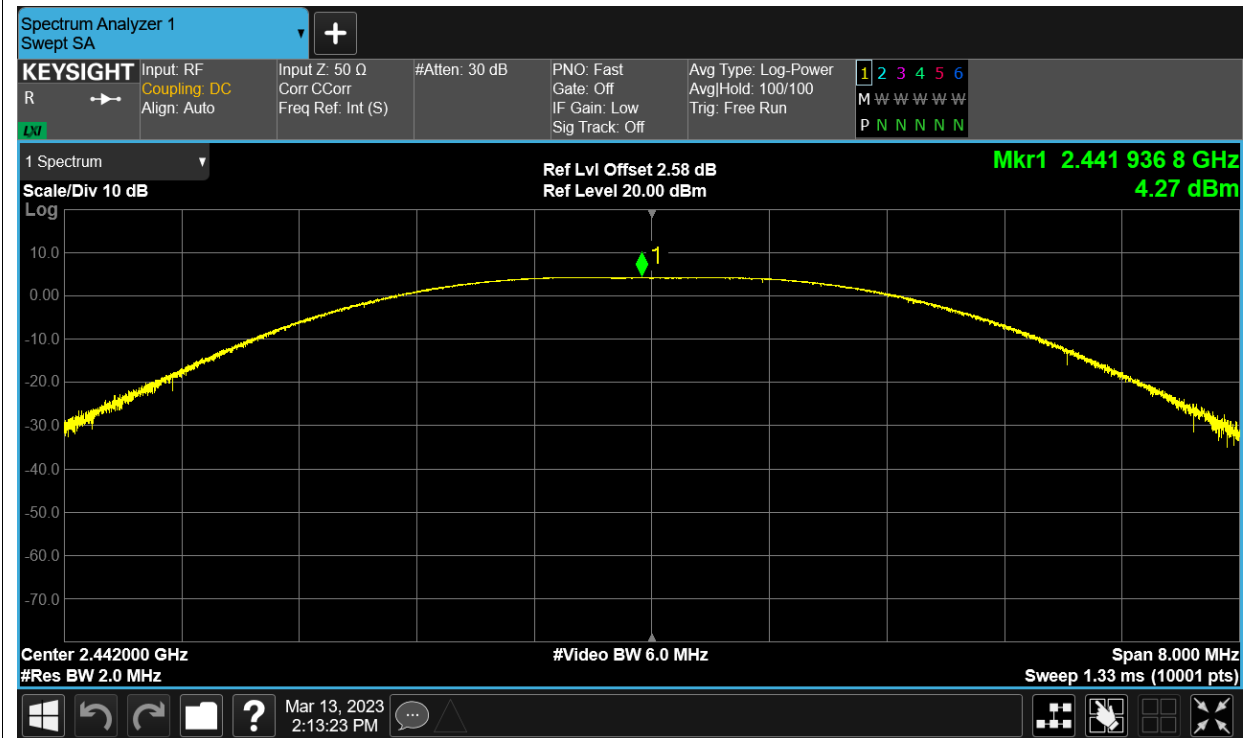 Spectrum Analyzer 1
Swept SA
KEYSIGHT
R
LXI
Input: RF
Coupling: DC
Align: Auto
Input Z: 50 Ω
Corr CCorr
Freq Ref: Int (S)
#Atten: 30 dB
PNO: Fast
Gate: Off
IF Gain: Low
Sig Track: Off
Avg Type: Log-Power
Avg|Hold: 100/100
Trig: Free Run
1 2 3 4 5 6
M W W W W W
P N N N N N
1 Spectrum
Scale/Div 10 dB
Ref Lvl Offset 2.58 dB
Ref Level 20.00 dBm
Mkr1 2.441 936 8 GHz
4.27 dBm
Log
1
10.0
0.00
-10.0
-20.0
-30.0
-40.0
-50.0
-60.0
-70.0
Center 2.442000 GHz
#Res BW 2.0 MHz
#Video BW 6.0 MHz
Span 8.000 MHz
Sweep 1.33 ms (10001 pts)
?
Mar 13, 2023
2:13:23 PM